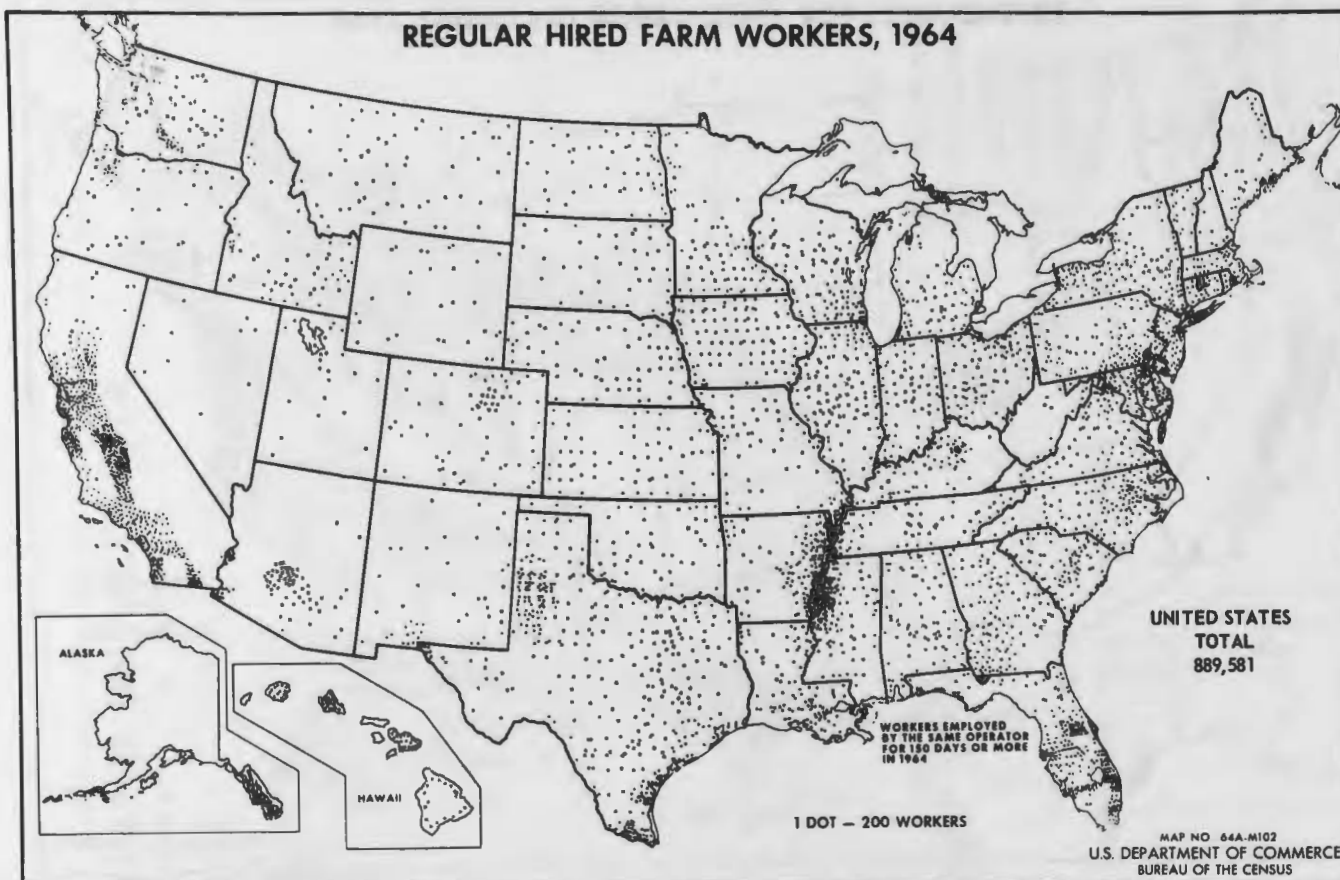 REGULAR HIRED FARM WORKERS, 1964
UNITED STATES
TOTAL
889,581
ALASKA
HAWAII
WORKERS EMPLOYED
BY THE SAME OPERATOR
FOR 150 DAYS OR MORE
IN 1964
1 DOT — 200 WORKERS
MAP NO. 64A-M102
U.S. DEPARTMENT OF COMMERCE
BUREAU OF THE CENSUS